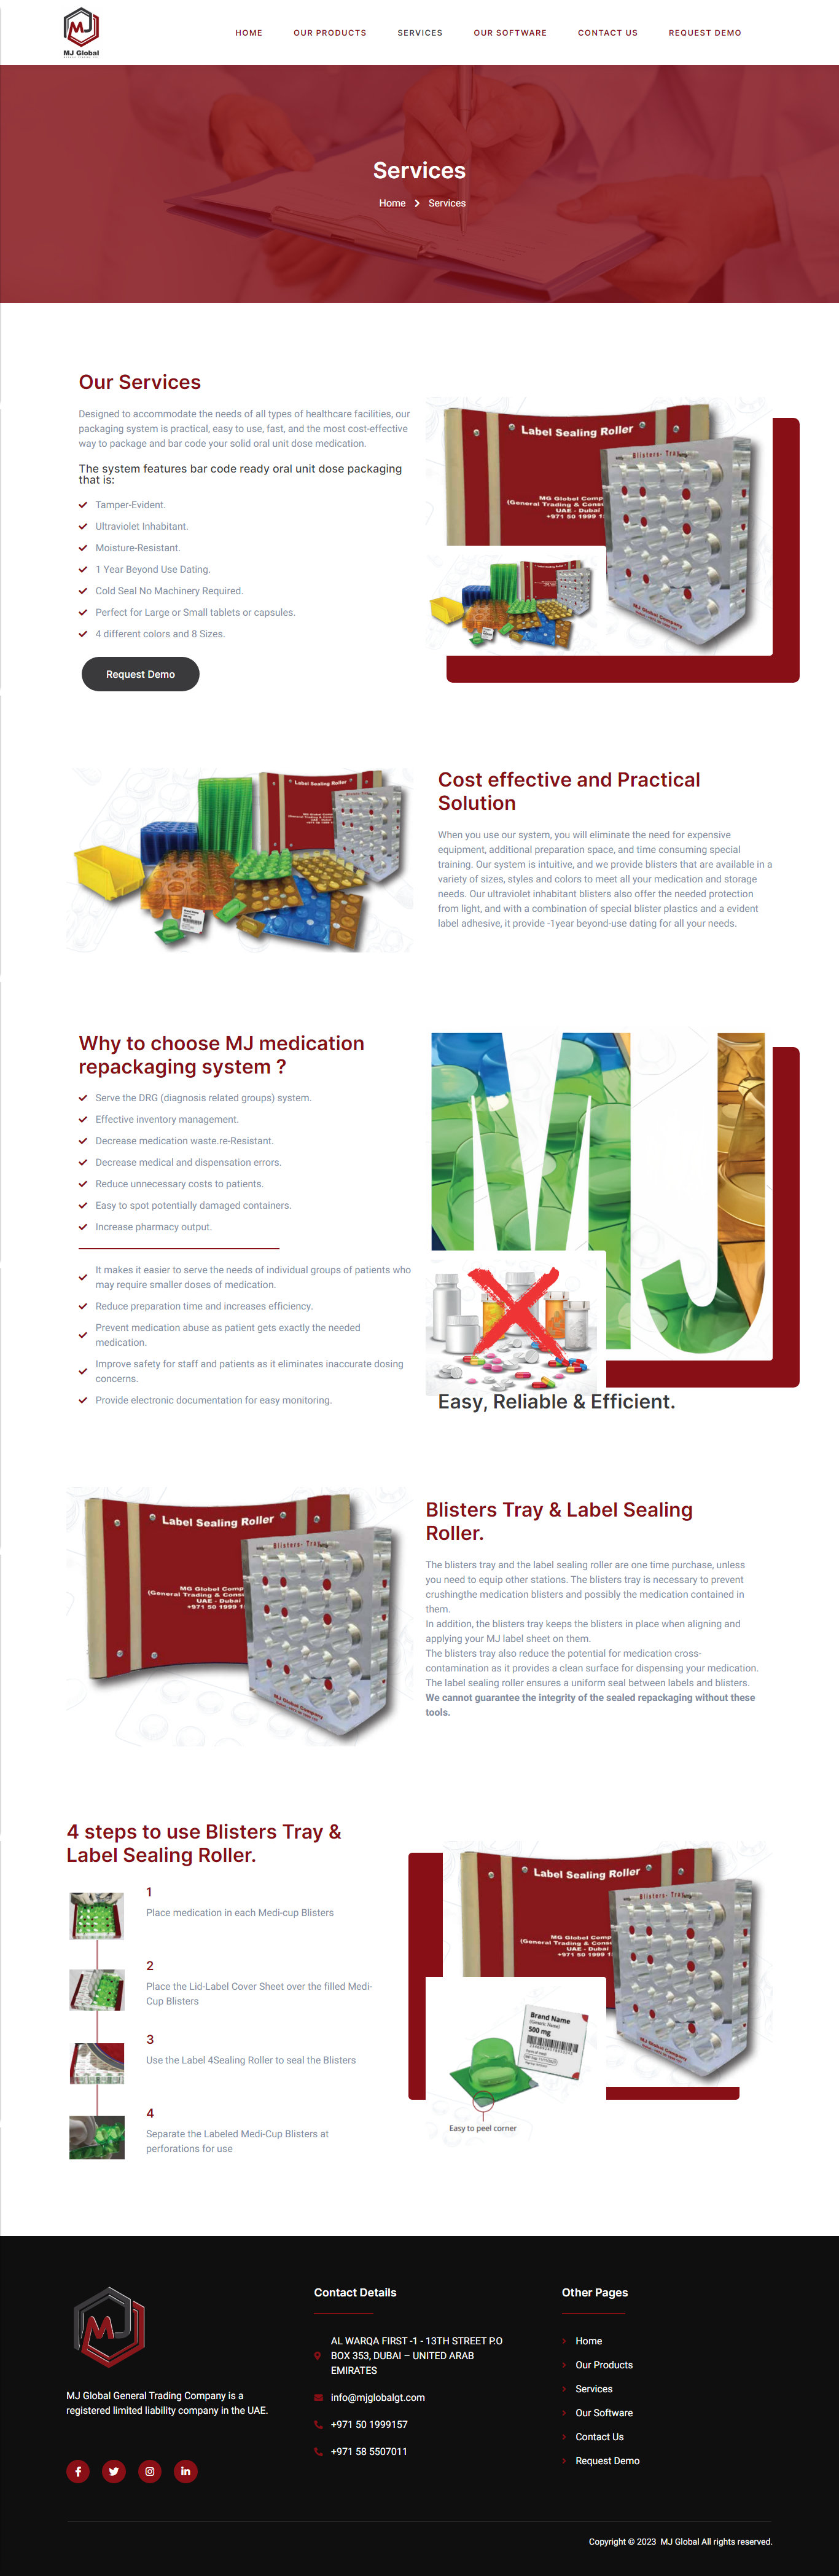 MJ Global
HOME
OUR PRODUCTS
SERVICES
OUR SOFTWARE
CONTACT US
REQUEST DEMO
Services
Home
Services
Our Services
Designed to accommodate the needs of all types of healthcare facilities, our
packaging system is practical, easy to use, fast, and the most cost-effective
way to package and bar code your solid oral unit dose medication.
The system features bar code ready oral unit dose packaging
that is:
Tamper-Evident.
Ultraviolet Inhabitant.
Moisture-Resistant.
1 Year Beyond Use Dating.
Cold Seal No Machinery Required.
Perfect for Large or Small tablets or capsules.
4 different colors and 8 Sizes.
Request Demo
Label Sealing Roller
Blisters- Tray
MG Global Comp
(General Trading & Cons
UAE - Dubai
+971 50 1999 1
MJ Global Company
Cost effective and Practical
Solution
When you use our system, you will eliminate the need for expensive
equipment, additional preparation space, and time consuming special
training. Our system is intuitive, and we provide blisters that are available in a
variety of sizes, styles and colors to meet all your medication and storage
needs. Our ultraviolet inhabitant blisters also offer the needed protection
from light, and with a combination of special blister plastics and a evident
label adhesive, it provide -1year beyond-use dating for all your needs.
Why to choose MJ medication
repackaging system ?
Serve the DRG (diagnosis related groups) system.
Effective inventory management.
Decrease medication waste.re-Resistant.
Decrease medical and dispensation errors.
Reduce unnecessary costs to patients.
Easy to spot potentially damaged containers.
Increase pharmacy output.
It makes it easier to serve the needs of individual groups of patients who
may require smaller doses of medication.
Reduce preparation time and increases efficiency.
Prevent medication abuse as patient gets exactly the needed
medication.
Improve safety for staff and patients as it eliminates inaccurate dosing
concerns.
Provide electronic documentation for easy monitoring.
MJ
Easy, Reliable & Efficient.
Label Sealing Roller
Blisters- Tray
MG Globel Comp
(General Trading & Cons
UAE - Dubai
+971 50 1999 1
MJ Global Company
Blisters Tray & Label Sealing
Roller.
The blisters tray and the label sealing roller are one time purchase, unless
you need to equip other stations. The blisters tray is necessary to prevent
crushingthe medication blisters and possibly the medication contained in
them.
In addition, the blisters tray keeps the blisters in place when aligning and
applying your MJ label sheet on them.
The blisters tray also reduce the potential for medication cross-
contamination as it provides a clean surface for dispensing your medication.
The label sealing roller ensures a uniform seal between labels and blisters.
We cannot guarantee the integrity of the sealed repackaging without these
tools.
4 steps to use Blisters Tray &
Label Sealing Roller.
1
Place medication in each Medi-cup Blisters
2
Place the Lid-Label Cover Sheet over the filled Medi-
Cup Blisters
3
Use the Label 4Sealing Roller to seal the Blisters
4
Separate the Labeled Medi-Cup Blisters at
perforations for use
Label Sealing Roller
Blisters- Tray
MG Global Comp
(General Trading & Cons
UAE - Dubai
+971 50 1999 1
MJ Global Company
Brand Name
(Generic Name)
500 mg
Easy to peel corner
MJ
MJ Global General Trading Company is a
registered limited liability company in the UAE.
Contact Details
AL WARQA FIRST -1 - 13TH STREET P.O
BOX 353, DUBAI – UNITED ARAB
EMIRATES
info@mjglobalgt.com
+971 50 1999157
+971 58 5507011
Other Pages
Home
Our Products
Services
Our Software
Contact Us
Request Demo
Copyright © 2023 MJ Global All rights reserved.